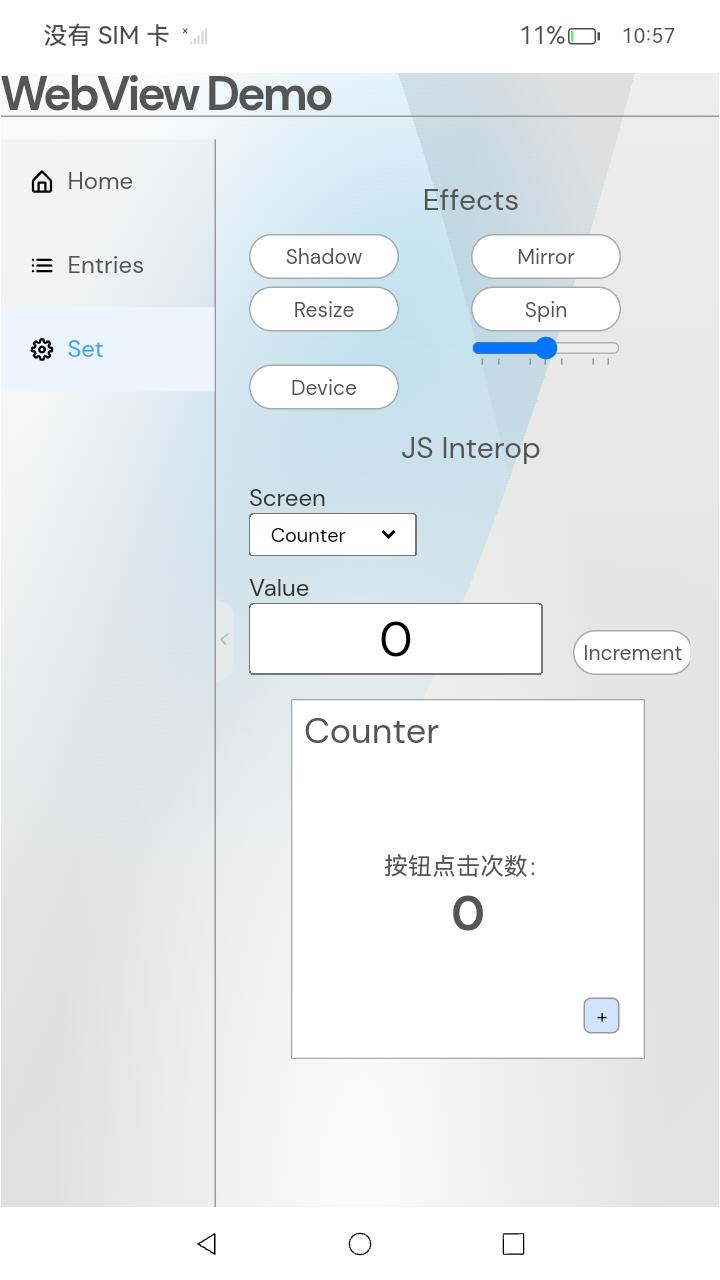 没有 SIM 卡
11%
10:57
WebView Demo
Home
Entries
Set
Effects
Shadow
Mirror
Resize
Spin
Device
JS Interop
Screen
Counter
Value
0
Increment
Counter
按钮点击次数:
0
+